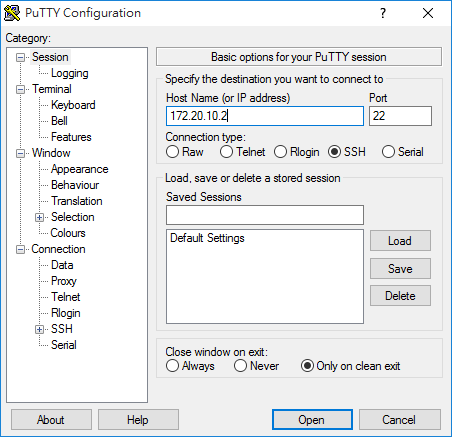 PuTTY Configuration
?
Category:
Session
Logging
Terminal
Keyboard
Bell
Features
Window
Appearance
Behaviour
Translation
Selection
Colours
Connection
Data
Proxy
Telnet
Rlogin
SSH
Serial
Basic options for your PuTTY session
Specify the destination you want to connect to
Host Name (or IP address) Port
172.20.10.2 22
Connection type:
Raw Telnet Rlogin SSH Serial
Load, save or delete a stored session
Saved Sessions
Default Settings
Load
Save
Delete
Close window on exit:
Always Never Only on clean exit
About Help Open Cancel